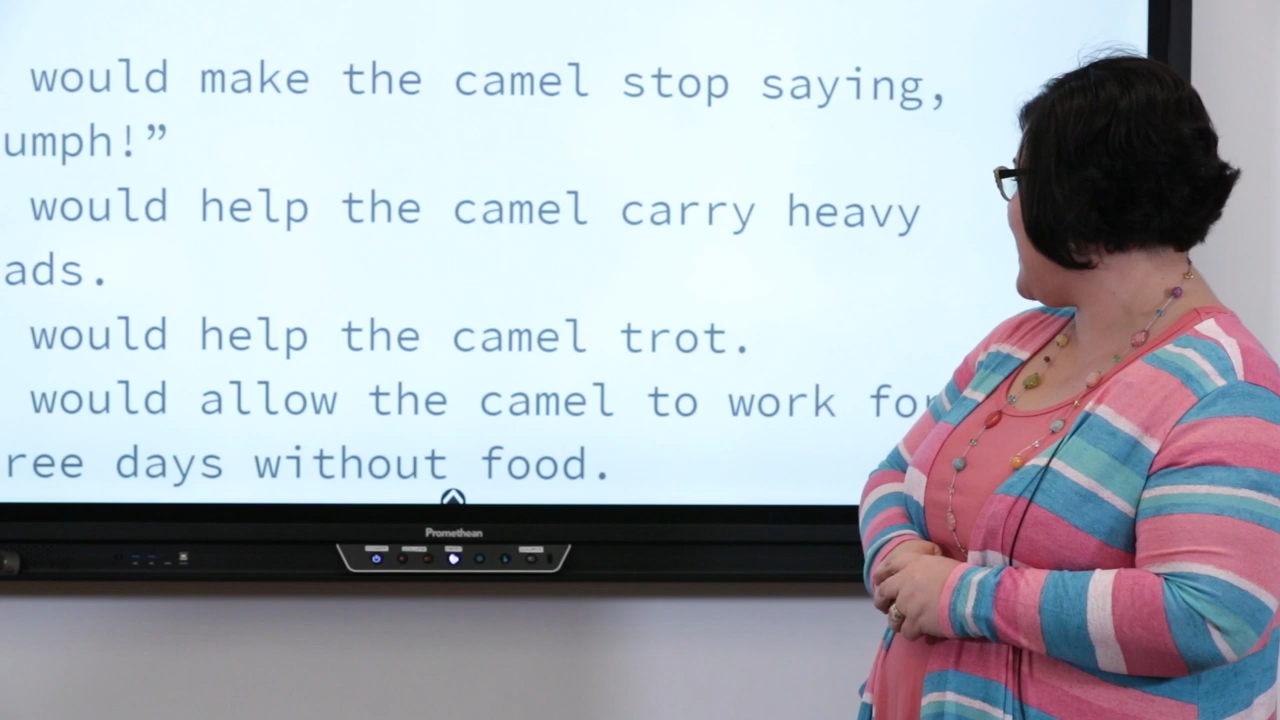 would make the camel stop saying,
umph!”
would help the camel carry heavy
ads.
would help the camel trot.
would allow the camel to work for
ree days without food.
Promethean